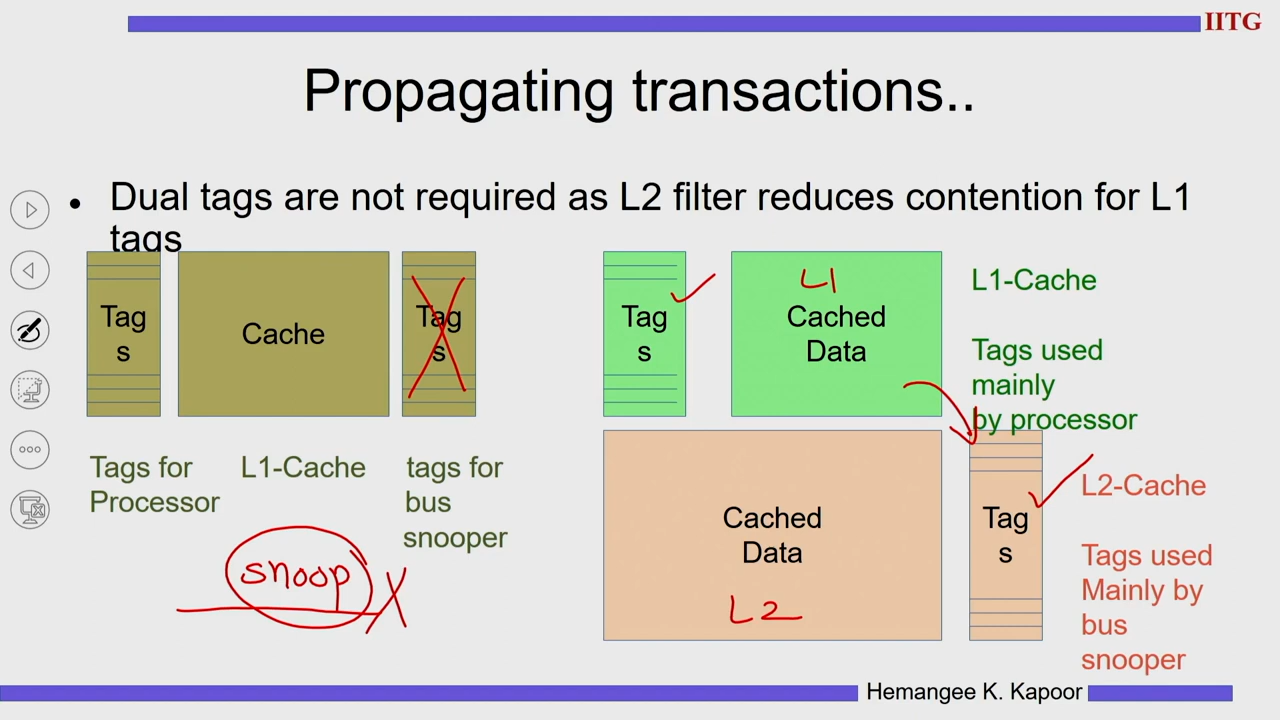 IITG
Propagating transactions..
• Dual tags are not required as L2 filter reduces contention for L1
tags
Tag
s
Cache
Tag
s
Tags for
Processor
L1-Cache
tags for
bus
snooper
snoop
Tag
s
L1
Cached
Data
L1-Cache
Tags used
mainly
by processor
Cached
Data
L2
Tag
s
L2-Cache
Tags used
Mainly by
bus
snooper
Hemangee K. Kapoor